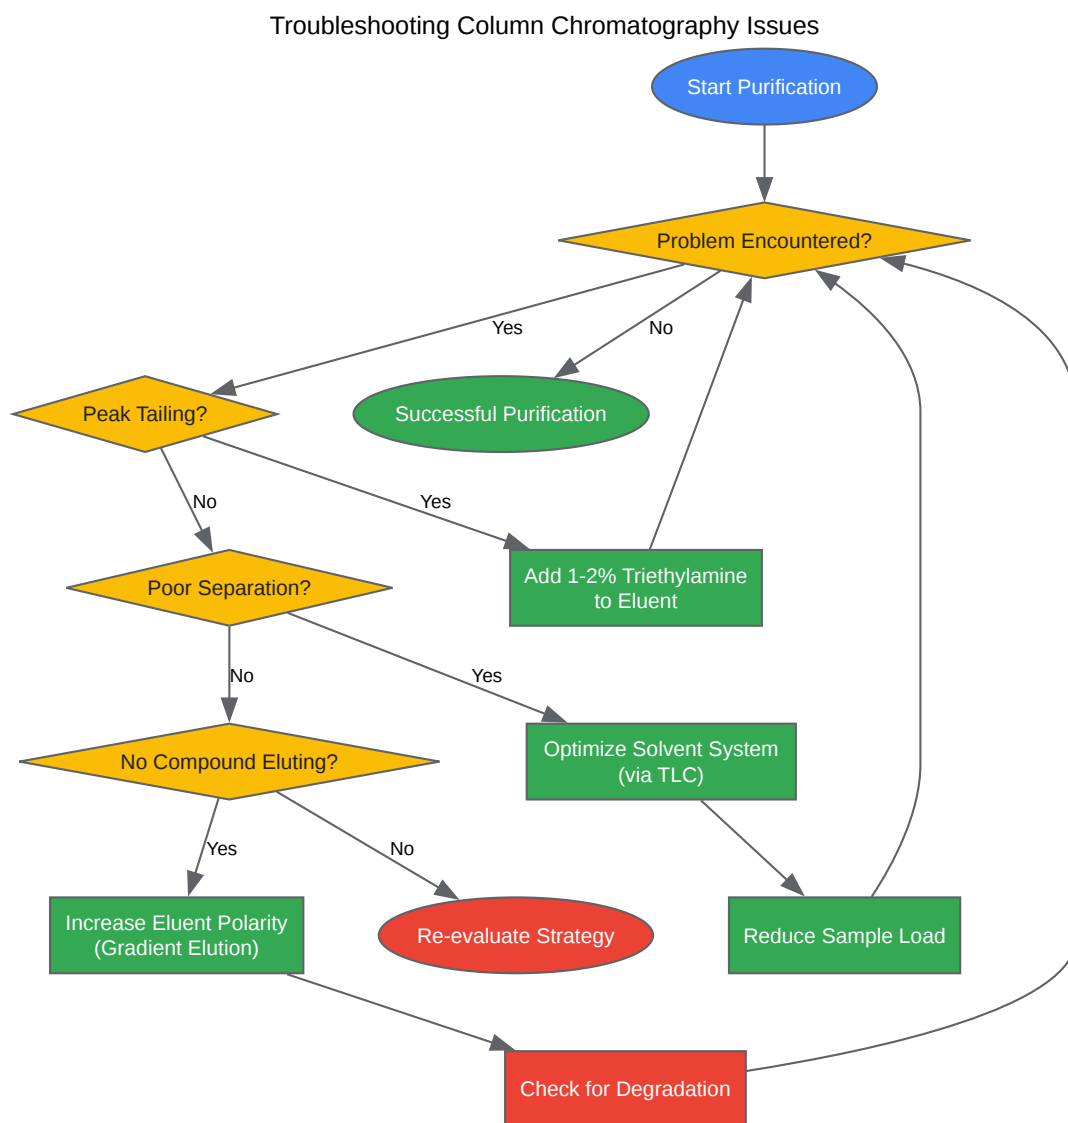 Troubleshooting Column Chromatography Issues
Start Purification
Problem Encountered?
Yes
No
Peak Tailing?
Successful Purification
No
Yes
Poor Separation?
Add 1-2% Triethylamine
to Eluent
No
Yes
No Compound Eluting?
Optimize Solvent System
(via TLC)
Yes
No
Increase Eluent Polarity
(Gradient Elution)
Re-evaluate Strategy
Reduce Sample Load
Check for Degradation